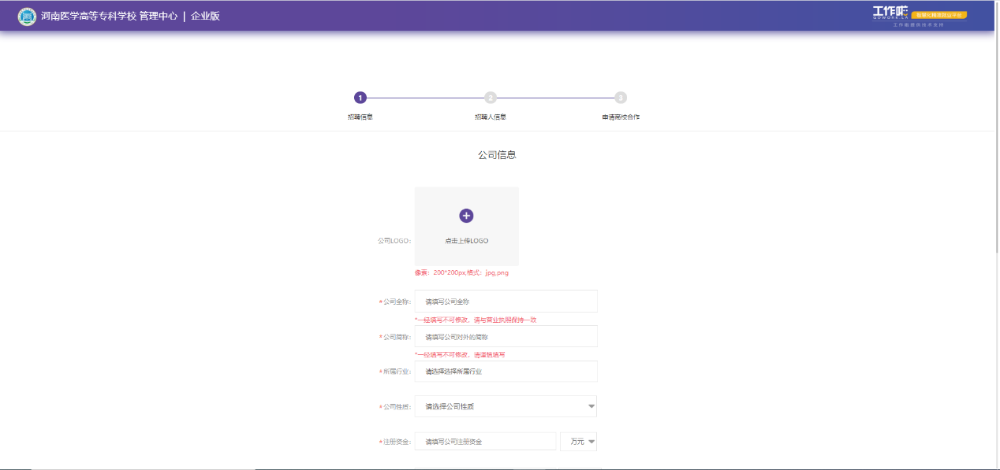 河南医学高等专科学校 管理中心 | 企业版
工作啦
GOWORK.LA
智慧化精准就业平台
工作啦提供技术支持
1
2
3
招聘信息
招聘人信息
申请高校合作
公司信息
公司LOGO:
点击上传LOGO
像素：200*200px,格式：jpg,png
*公司全称:
请填写公司全称
*一经填写不可修改，请与营业执照保持一致
*公司简称:
请填写公司对外的简称
*一经填写不可修改，请谨慎填写
*所属行业:
请选择选择所属行业
*公司性质:
请选择公司性质
*注册资金:
请填写公司注册资金
万元